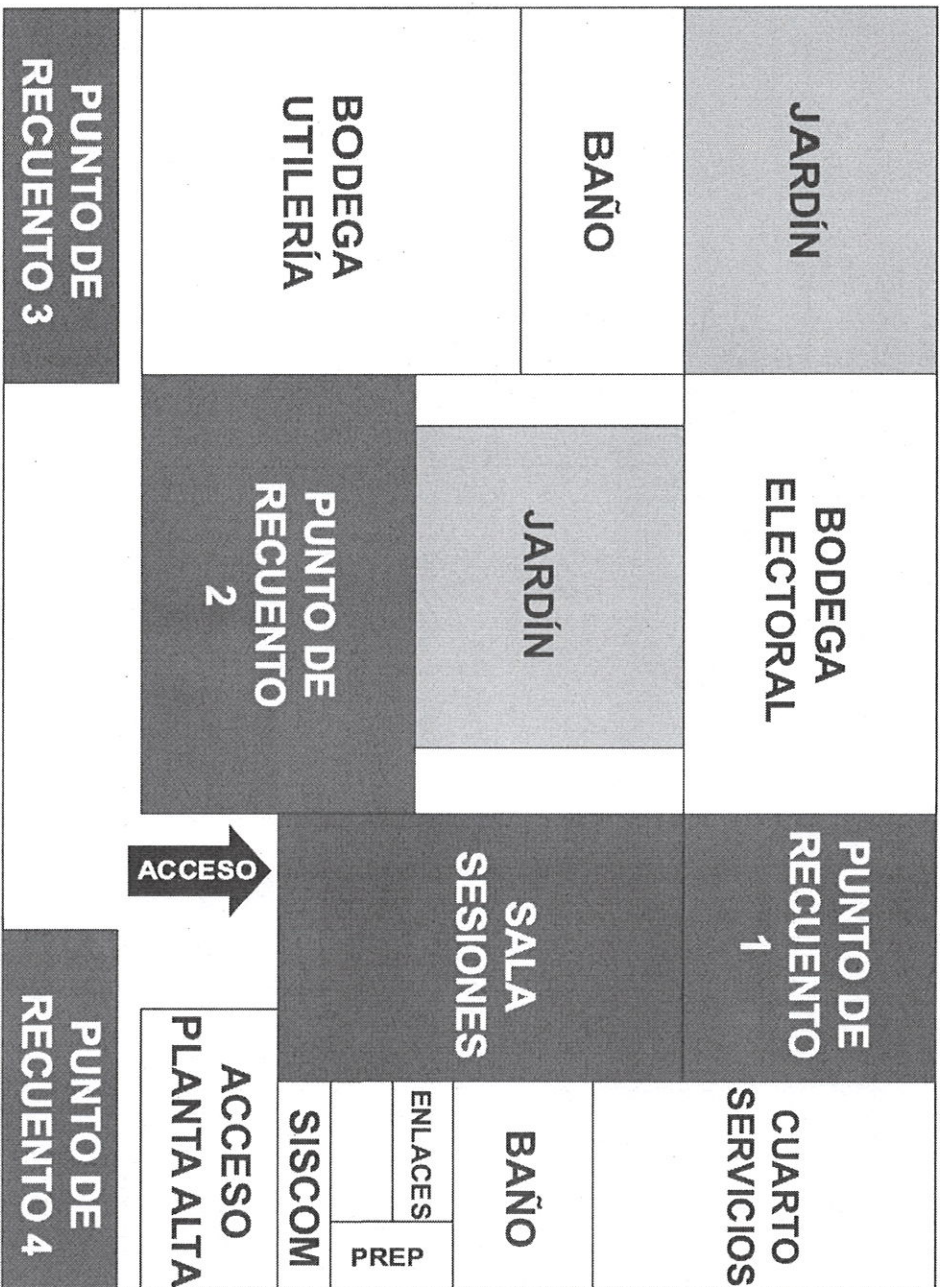 JARDÍN
BAÑO
BODEGA
UTILERÍA
PUNTO DE
RECUENTO 3
BODEGA
ELECTORAL
JARDÍN
PUNTO DE
RECUENTO
2
PUNTO DE
RECUENTO
1
SALA
SESIONES
ACCESO
CUARTO
SERVICIOS
BAÑO
ENLACES
PREP
SISCOM
ACCESO
PLANTA ALTA
PUNTO DE
RECUENTO 4